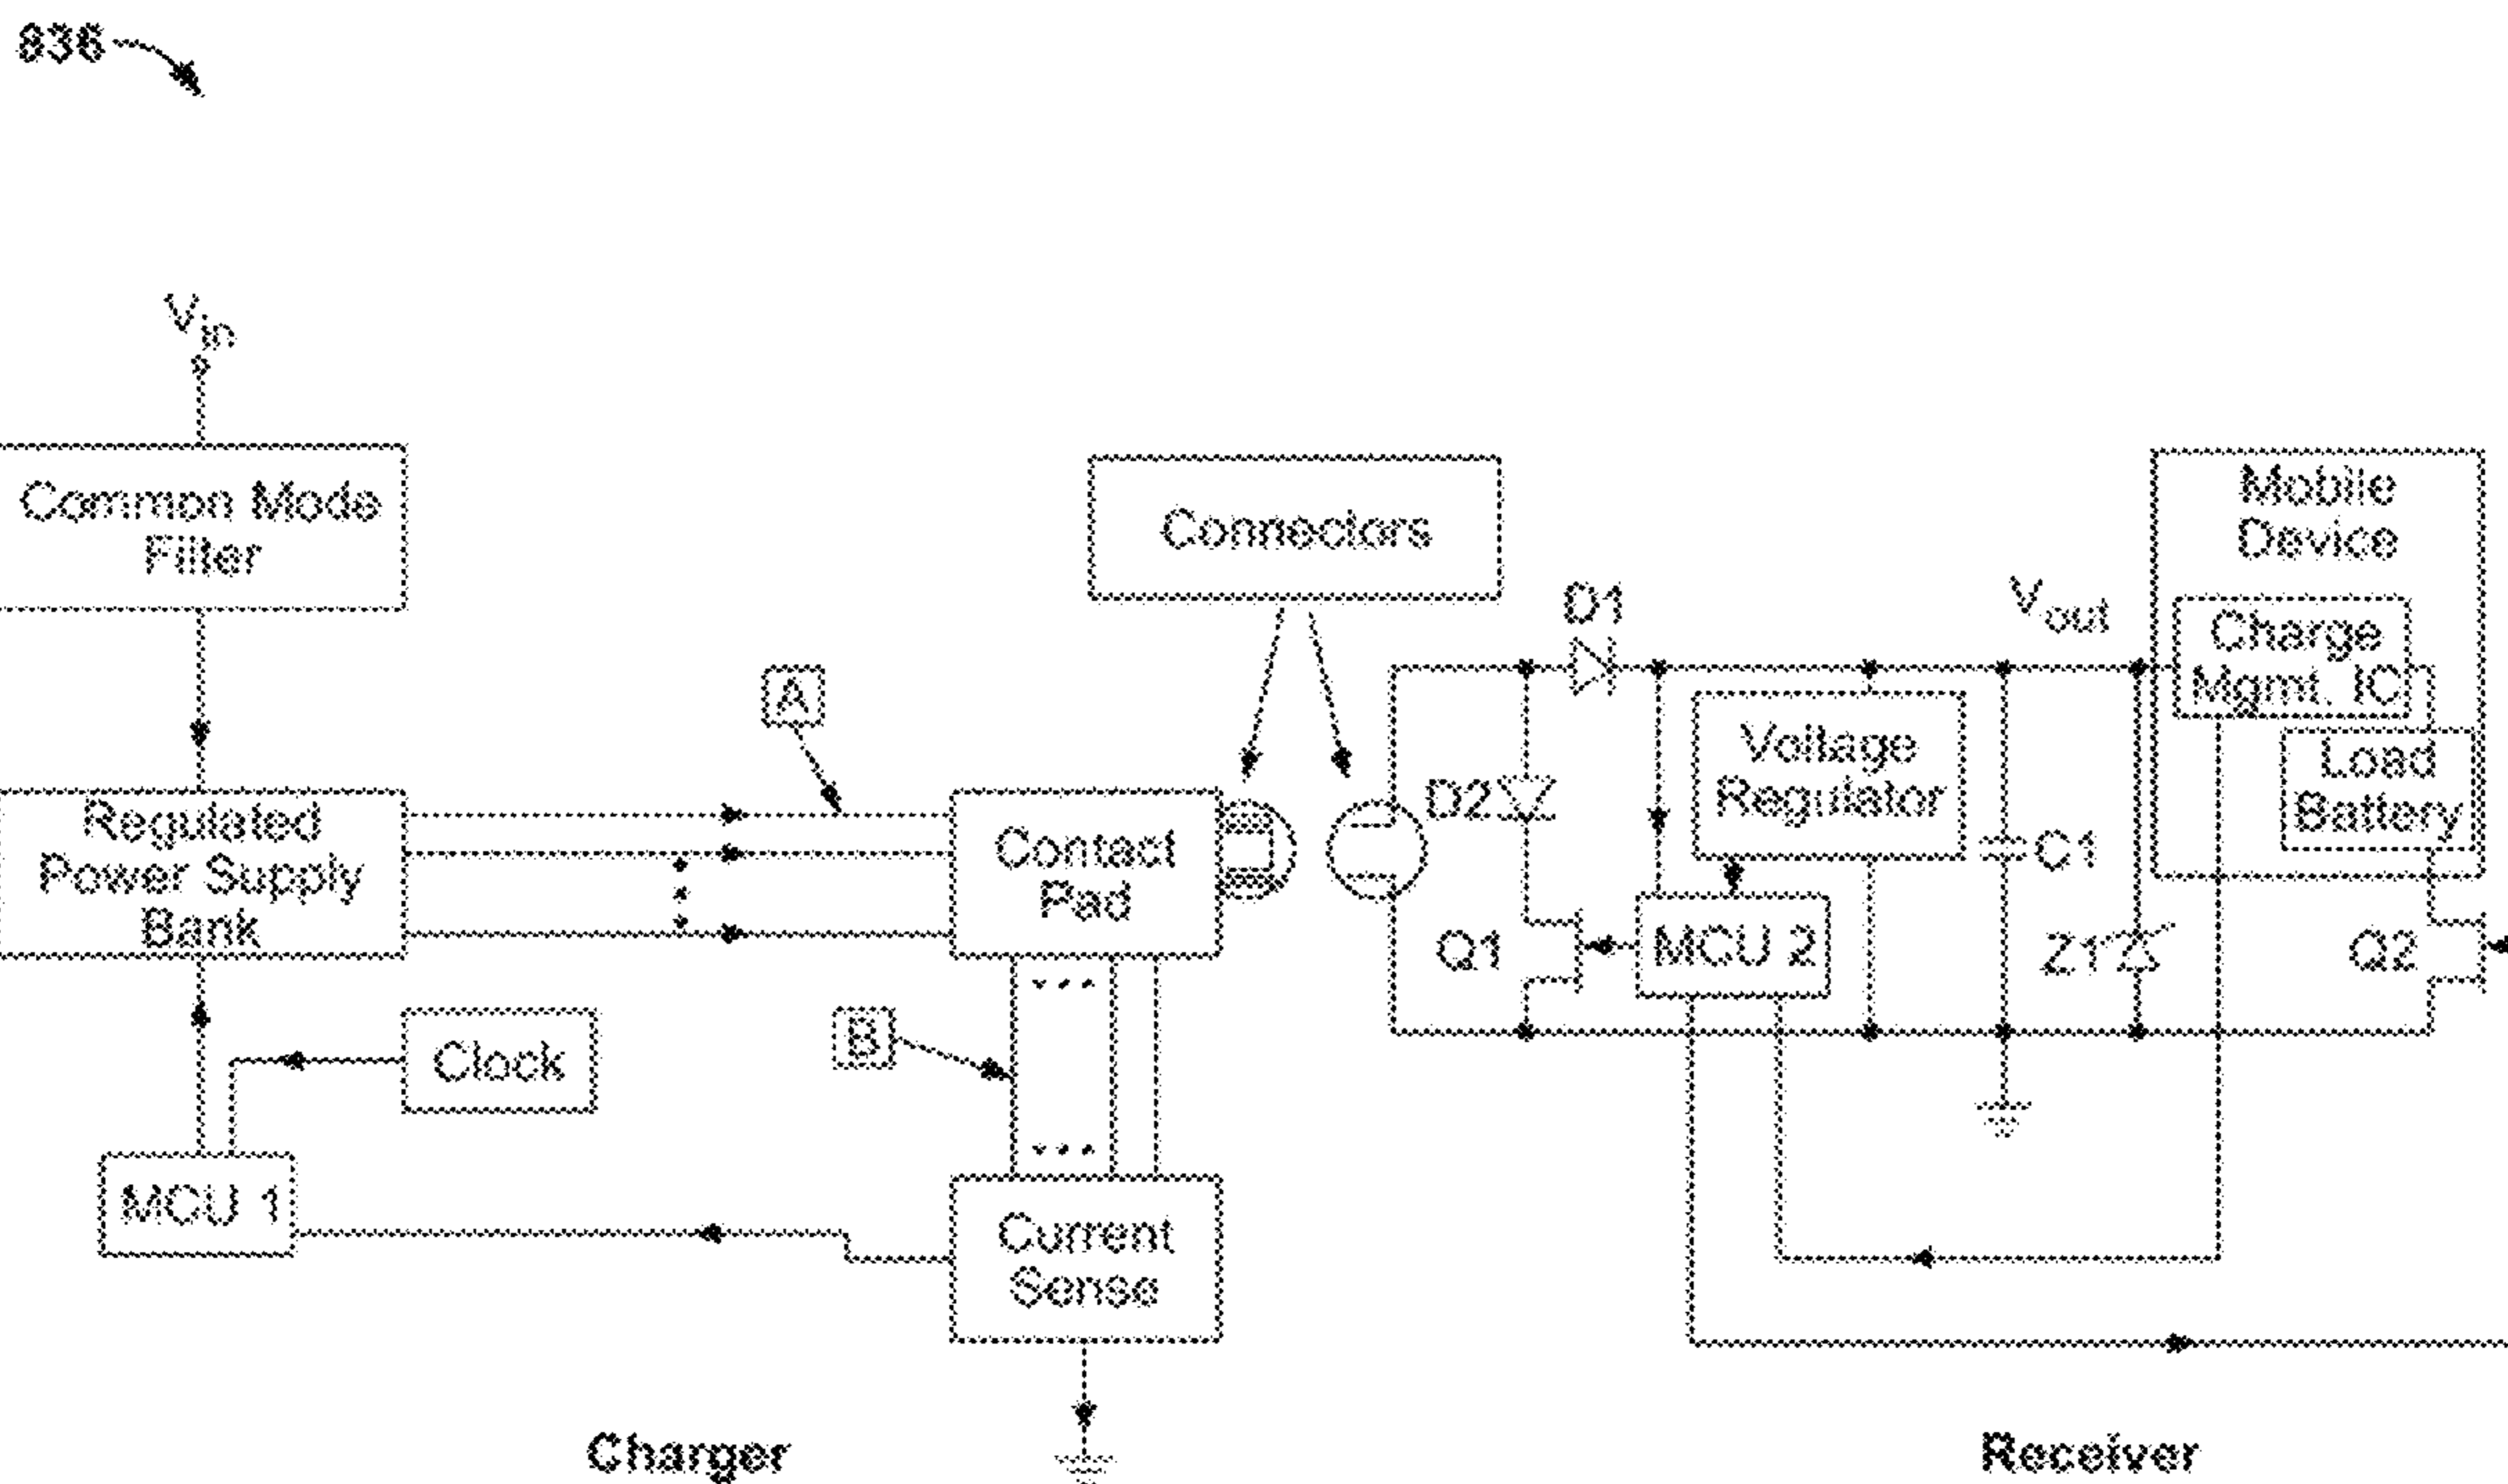 836
Vin
Common Mode
Filter
Connectors
Mobile
Device
D1
Vout
Charge
Mgmt. IC
A
Regulated
Power Supply
Bank
Contact
Pad
D2
Voltage
Regulator
C1
Load
Battery
Q1
MCU 2
Z1
Q2
...
B
Clock
...
MCU 1
Current
Sense
Charger
Receiver